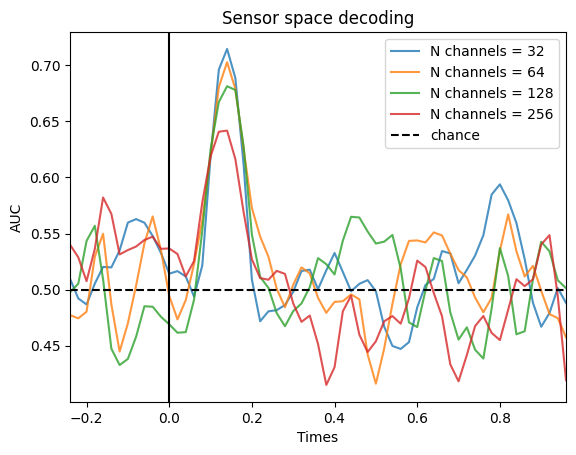 Sensor space decoding
N channels = 32
N channels = 64
N channels = 128
N channels = 256
chance
AUC
0.70
0.65
0.60
0.55
0.50
0.45
−0.2
0.0
0.2
0.4
0.6
0.8
Times